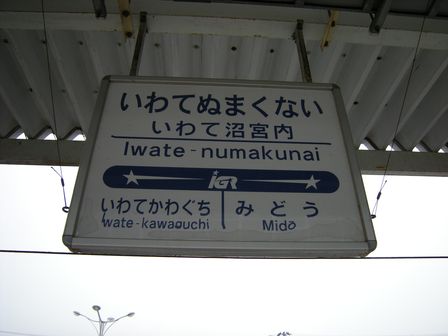 いわてぬまくない
いわて沼宮内
Iwate-numakunai
IGR
いわてかわぐち みどう
wate-kawaguchi Midō